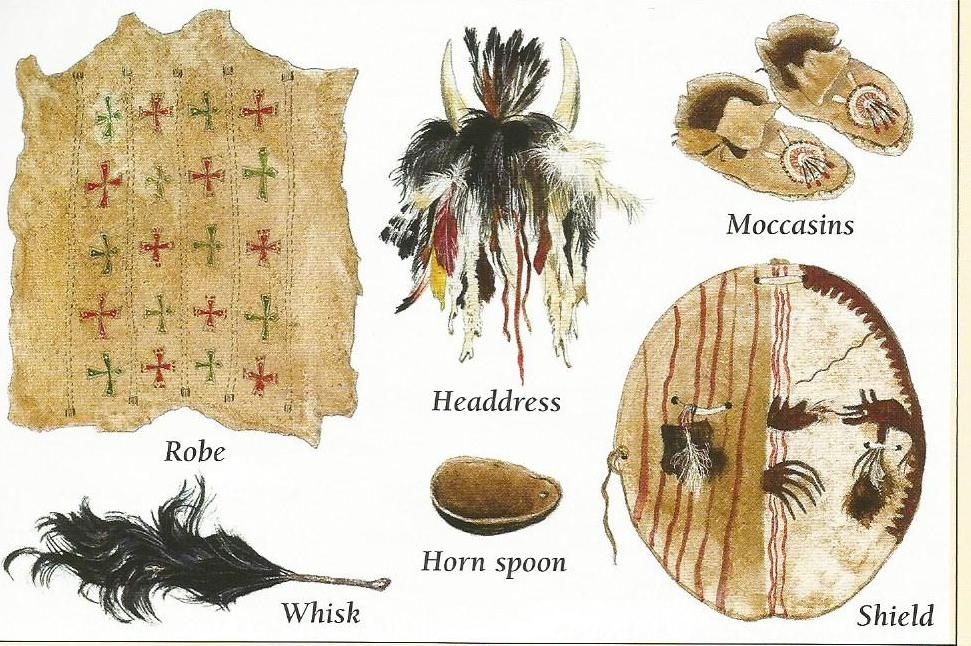 Moccasins
Headdress
Robe
Horn spoon
Whisk
Shield